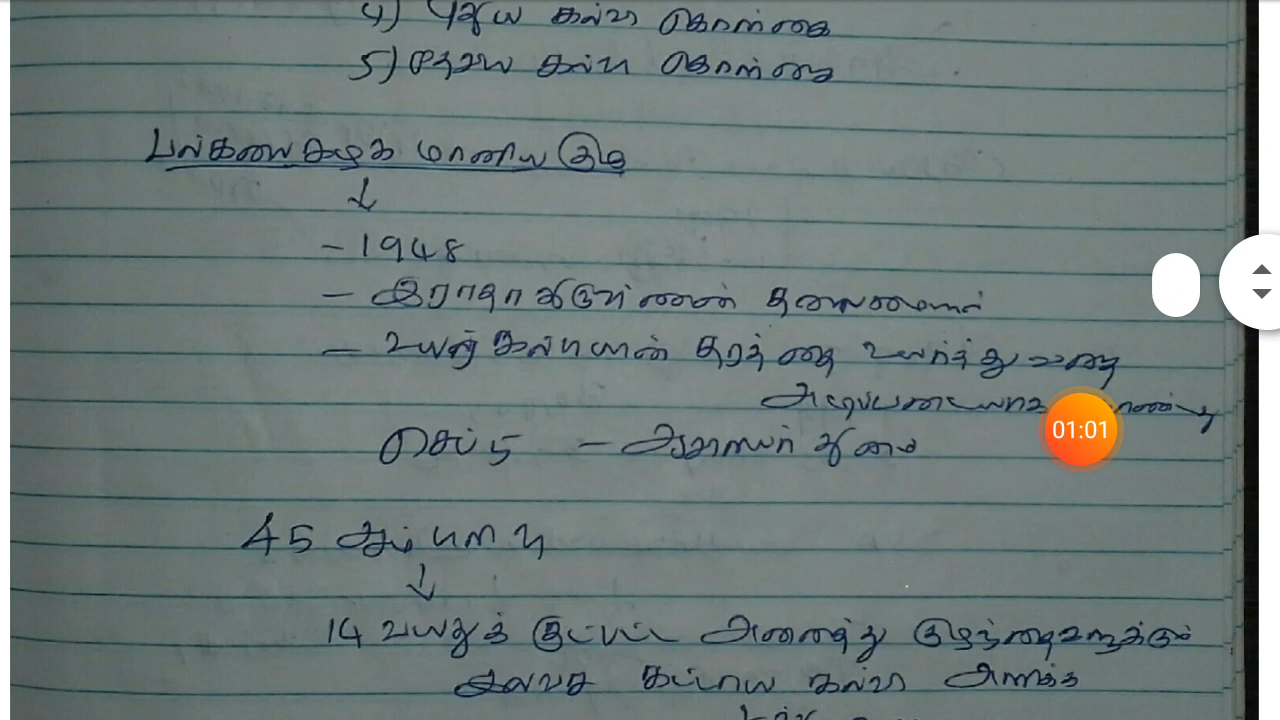 4) புதிய கல்வி கொள்கை
5) தேசிய கல்வி கொள்கை
பல்கலைகழக மானிய குழு
↓
- 1948
- இராதாகிருஷ்ணன் தலைமையில்
- உயர்கல்வியின் தரத்தை உயர்த்துவதை
அடிப்படையாக
செப் 5 - ஆசிரியர் தினம்
01:01
45 ஆம் பிரிவு
↓
14 வயதுக்குட்பட்ட அனைத்து குழந்தைகளுக்கும்
இலவச கட்டாய கல்வி அளிக்க